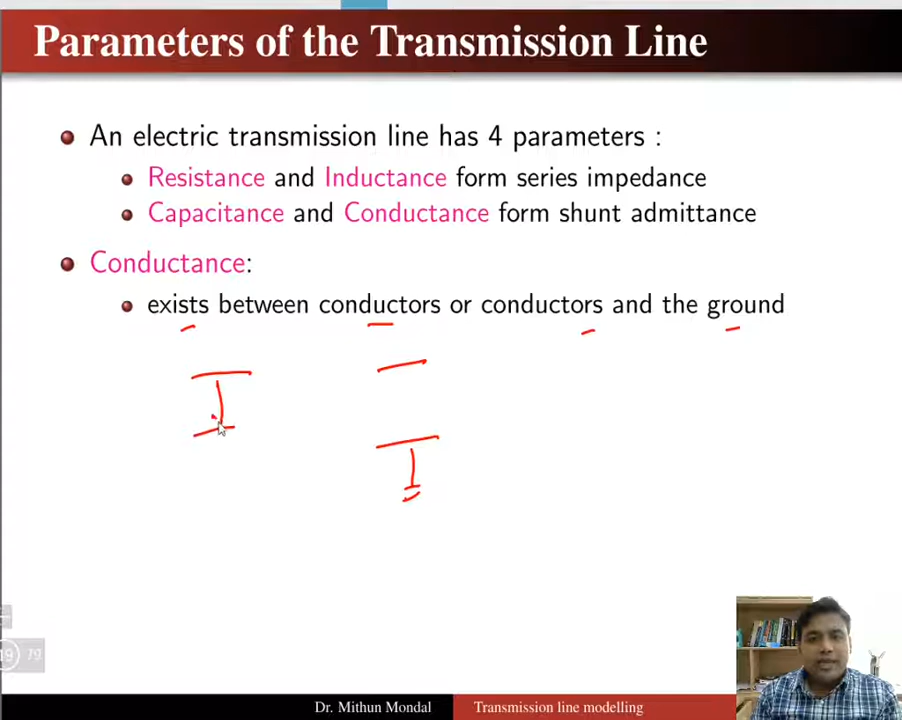 Parameters of the Transmission Line
An electric transmission line has 4 parameters :
Resistance and Inductance form series impedance
Capacitance and Conductance form shunt admittance
Conductance:
exists between conductors or conductors and the ground
19 79
Dr. Mithun Mondal Transmission line modelling